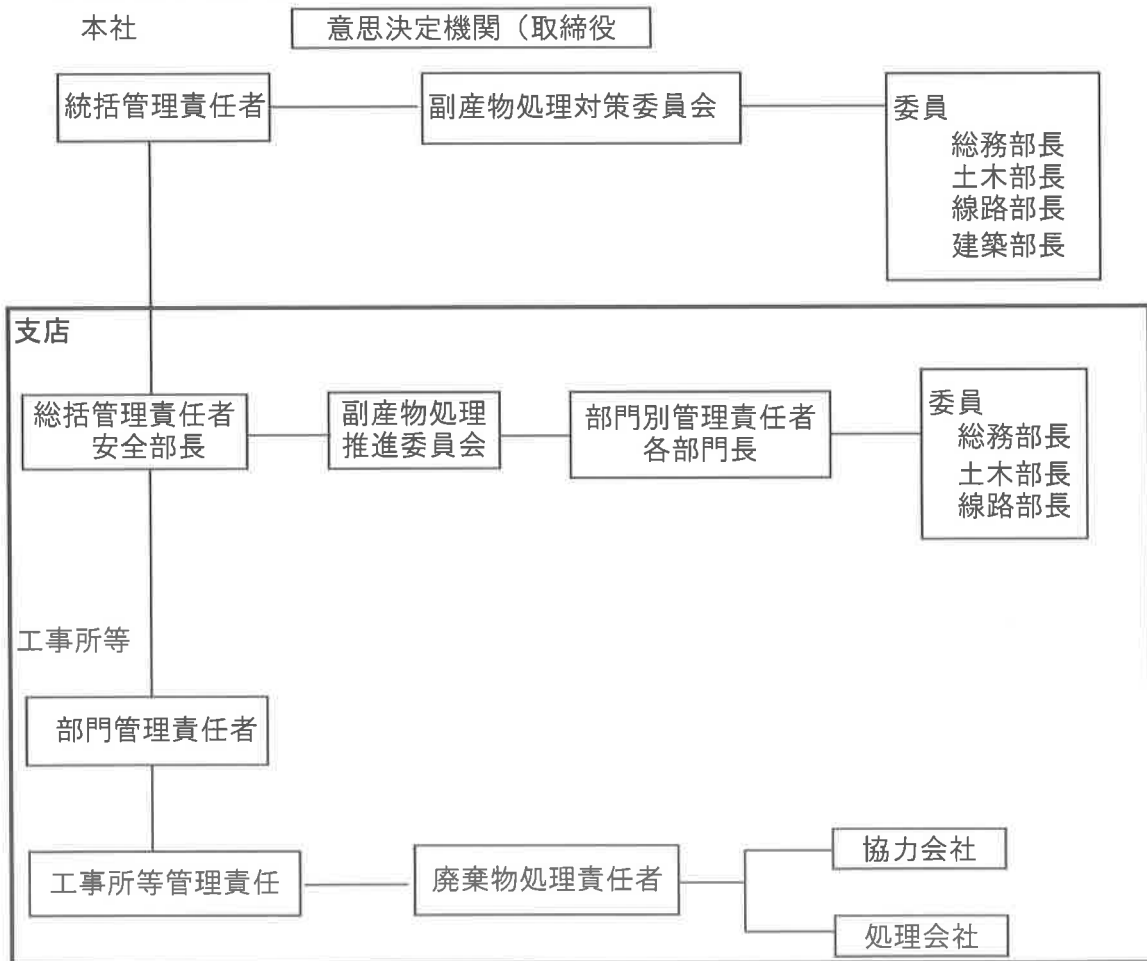 本社
意思決定機関（取締役
統括管理責任者
副産物処理対策委員会
委員
総務部長
土木部長
線路部長
建築部長
支店
総括管理責任者
安全部長
副産物処理
推進委員会
部門別管理責任者
各部門長
委員
総務部長
土木部長
線路部長
工事所等
部門管理責任者
工事所等管理責任
廃棄物処理責任者
協力会社
処理会社